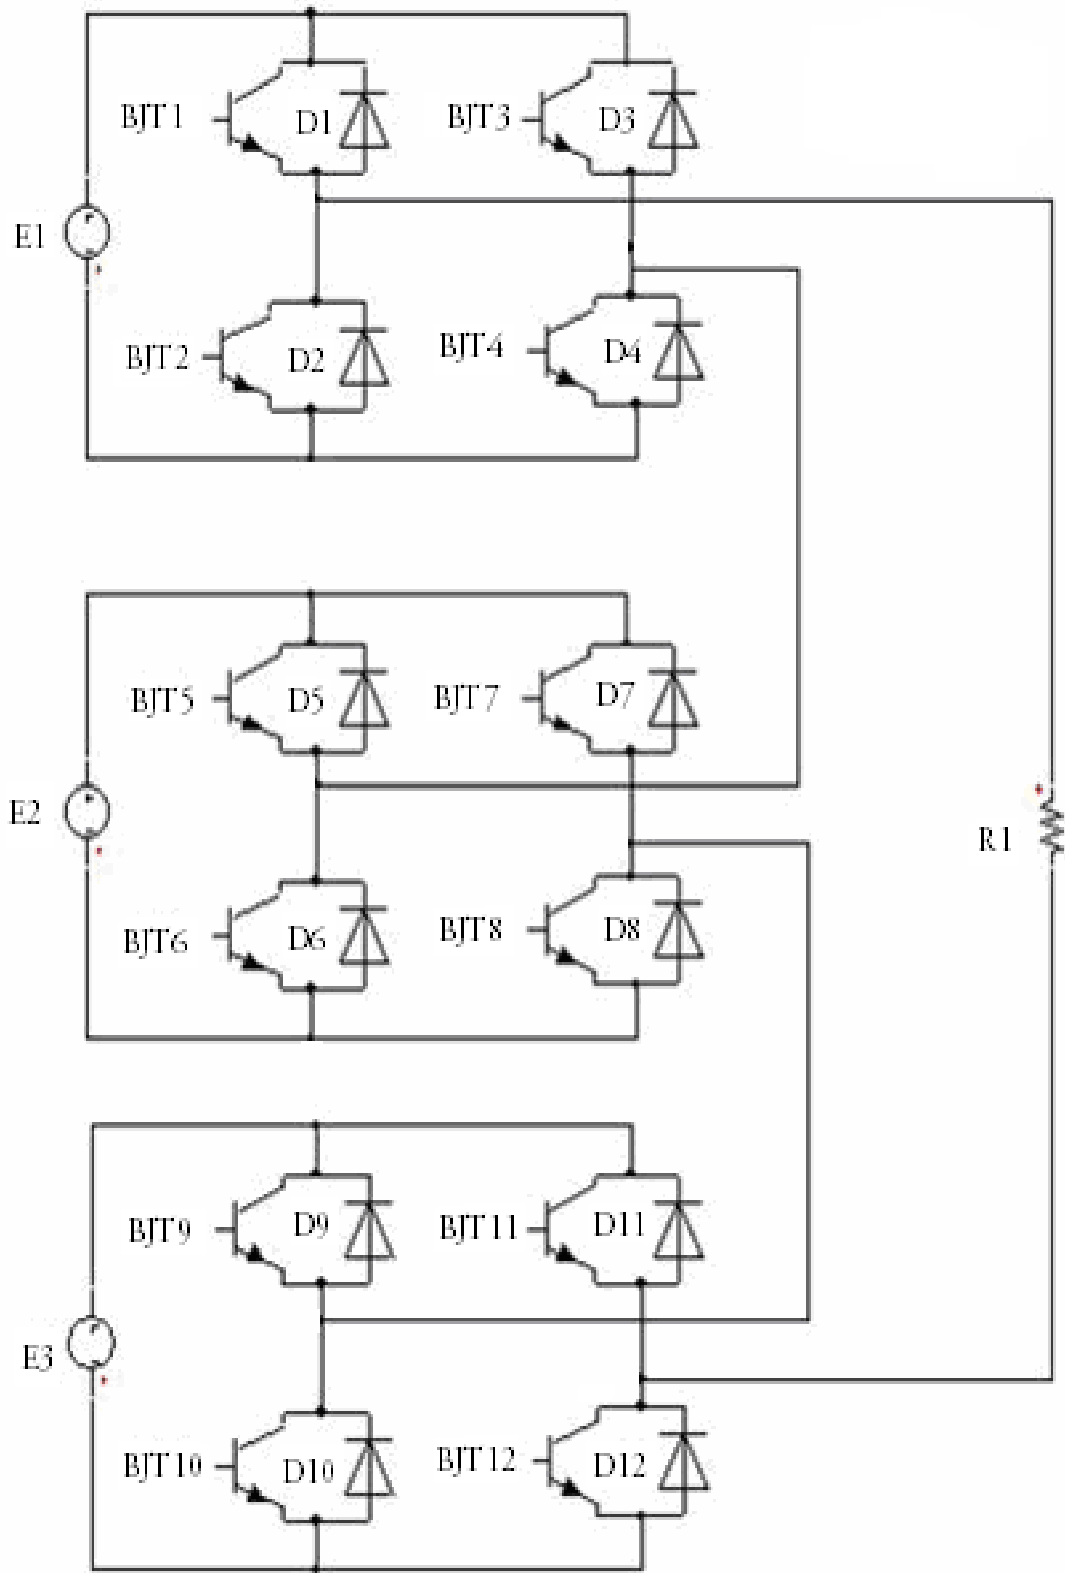 BJT1 D1 BJT3 D3
E1
BJT2 D2 BJT4 D4
BJT5 D5 BJT7 D7
E2
R1
BJT6 D6 BJT8 D8
BJT9 D9 BJT11 D11
E3
BJT10 D10 BJT12 D12